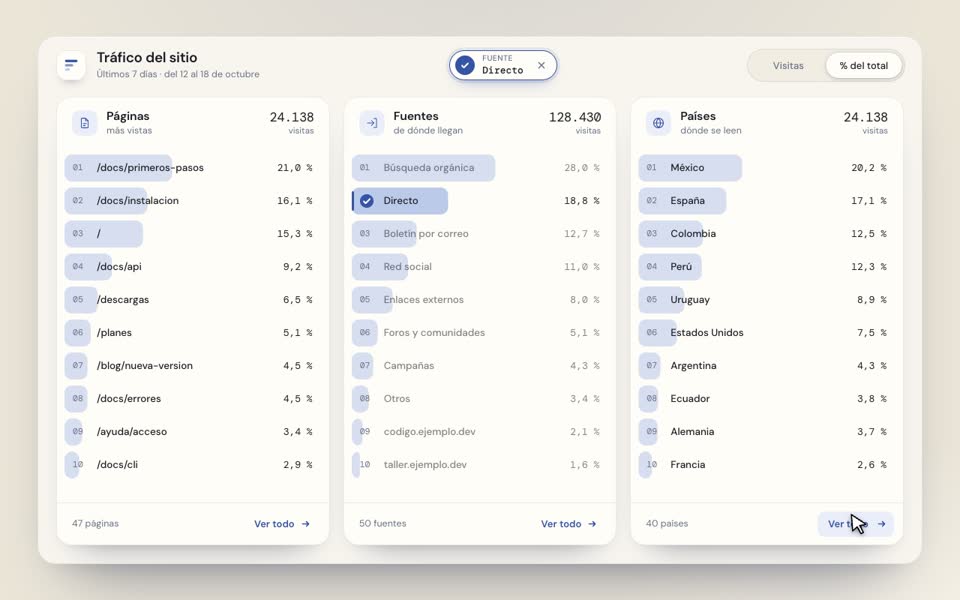 Tráfico del sitio
Últimos 7 días · del 12 al 18 de octubre
FUENTE
Directo
Visitas
% del total
Páginas
más vistas
24.138
visitas
01 /docs/primeros-pasos 21,0 %
02 /docs/instalacion 16,1 %
03 / 15,3 %
04 /docs/api 9,2 %
05 /descargas 6,5 %
06 /planes 5,1 %
07 /blog/nueva-version 4,5 %
08 /docs/errores 4,5 %
09 /ayuda/acceso 3,4 %
10 /docs/cli 2,9 %
47 páginas
Ver todo →
Fuentes
de dónde llegan
128.430
visitas
01 Búsqueda orgánica 28,0 %
Directo 18,8 %
03 Boletín por correo 12,7 %
04 Red social 11,0 %
05 Enlaces externos 8,0 %
06 Foros y comunidades 5,1 %
07 Campañas 4,3 %
08 Otros 3,4 %
09 codigo.ejemplo.dev 2,1 %
10 taller.ejemplo.dev 1,6 %
50 fuentes
Ver todo →
Países
dónde se leen
24.138
visitas
01 México 20,2 %
02 España 17,1 %
03 Colombia 12,5 %
04 Perú 12,3 %
05 Uruguay 8,9 %
06 Estados Unidos 7,5 %
07 Argentina 4,3 %
08 Ecuador 3,8 %
09 Alemania 3,7 %
10 Francia 2,6 %
40 países
Ver todo →